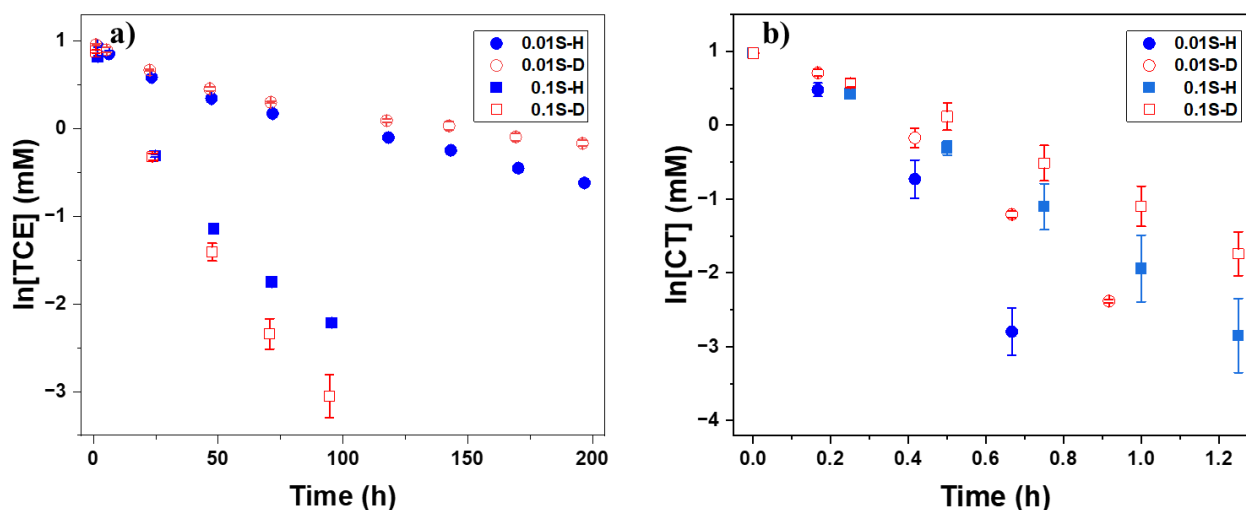 a)
0.01S-H
0.01S-D
0.1S-H
0.1S-D
ln[TCE] (mM)
1
0
−1
−2
−3
0
50
100
150
200
Time (h)
b)
0.01S-H
0.01S-D
0.1S-H
0.1S-D
ln[CT] (mM)
1
0
−1
−2
−3
−4
0.0
0.2
0.4
0.6
0.8
1.0
1.2
Time (h)